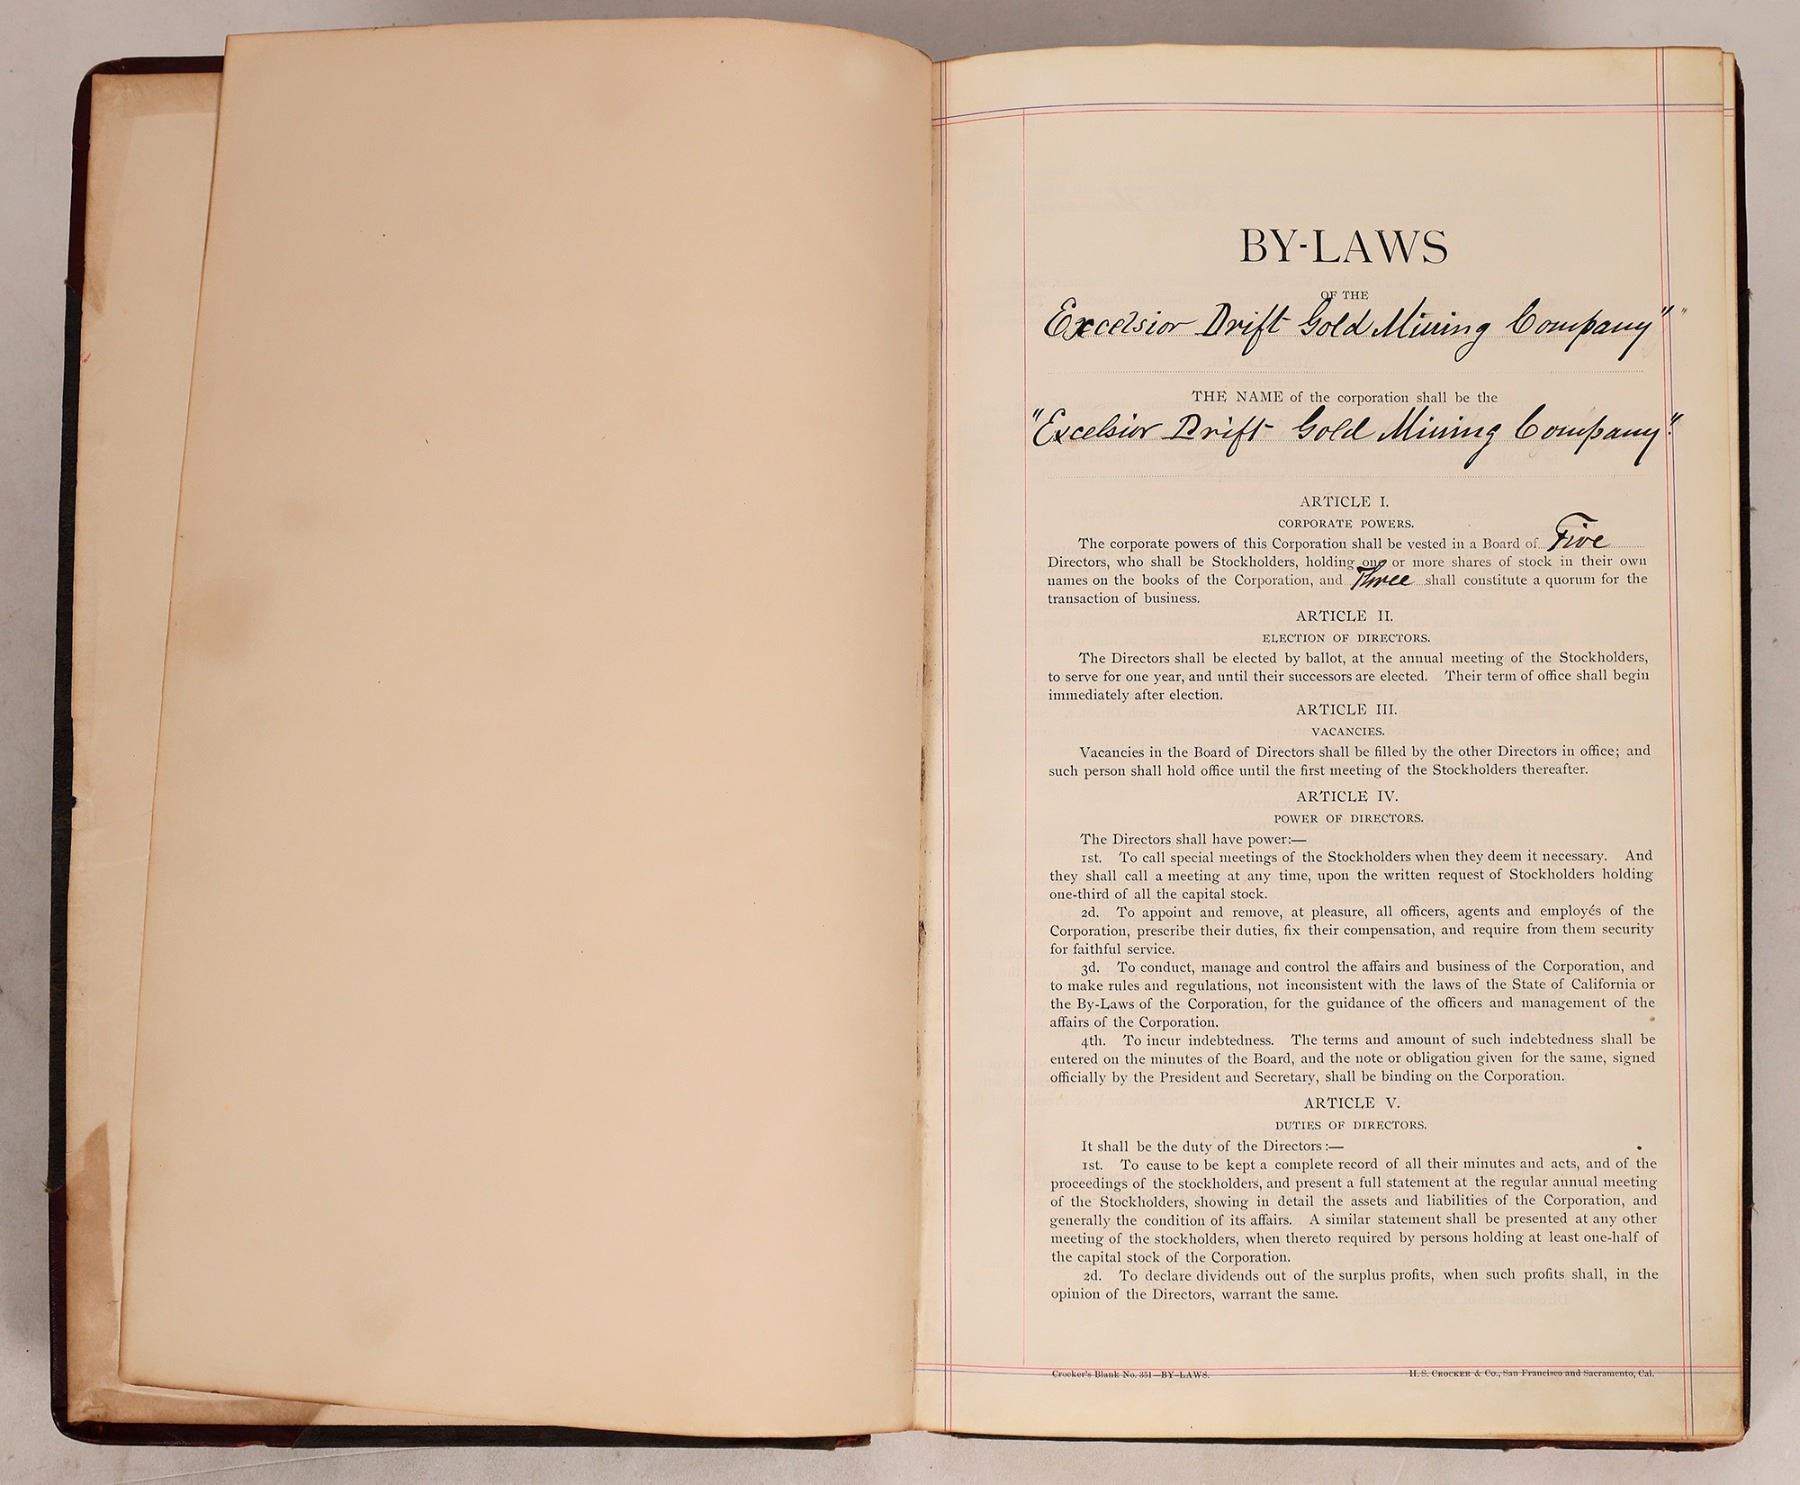 BY-LAWS
OF THE
Excelsior Drift Gold Mining Company"
THE NAME of the corporation shall be the
"Excelsior Drift Gold Mining Company".
ARTICLE I.
CORPORATE POWERS.
The corporate powers of this Corporation shall be vested in a Board of Five
Directors, who shall be Stockholders, holding one or more shares of stock in their own
names on the books of the Corporation, and Three shall constitute a quorum for the
transaction of business.
ARTICLE II.
ELECTION OF DIRECTORS.
The Directors shall be elected by ballot, at the annual meeting of the Stockholders,
to serve for one year, and until their successors are elected. Their term of office shall begin
immediately after election.
ARTICLE III.
VACANCIES.
Vacancies in the Board of Directors shall be filled by the other Directors in office; and
such person shall hold office until the first meeting of the Stockholders thereafter.
ARTICLE IV.
POWER OF DIRECTORS.
The Directors shall have power:—
1st. To call special meetings of the Stockholders when they deem it necessary. And
they shall call a meeting at any time, upon the written request of Stockholders holding
one-third of all the capital stock.
2d. To appoint and remove, at pleasure, all officers, agents and employés of the
Corporation, prescribe their duties, fix their compensation, and require from them security
for faithful service.
3d. To conduct, manage and control the affairs and business of the Corporation, and
to make rules and regulations, not inconsistent with the laws of the State of California or
the By-Laws of the Corporation, for the guidance of the officers and management of the
affairs of the Corporation.
4th. To incur indebtedness. The terms and amount of such indebtedness shall be
entered on the minutes of the Board, and the note or obligation given for the same, signed
officially by the President and Secretary, shall be binding on the Corporation.
ARTICLE V.
DUTIES OF DIRECTORS.
It shall be the duty of the Directors:—
1st. To cause to be kept a complete record of all their minutes and acts, and of the
proceedings of the stockholders, and present a full statement at the regular annual meeting
of the Stockholders, showing in detail the assets and liabilities of the Corporation, and
generally the condition of its affairs. A similar statement shall be presented at any other
meeting of the stockholders, when thereto required by persons holding at least one-half of
the capital stock of the Corporation.
2d. To declare dividends out of the surplus profits, when such profits shall, in the
opinion of the Directors, warrant the same.
Crocker's Blank No. 351—BY-LAWS.
H. S. CROCKER & Co., San Francisco and Sacramento, Cal.